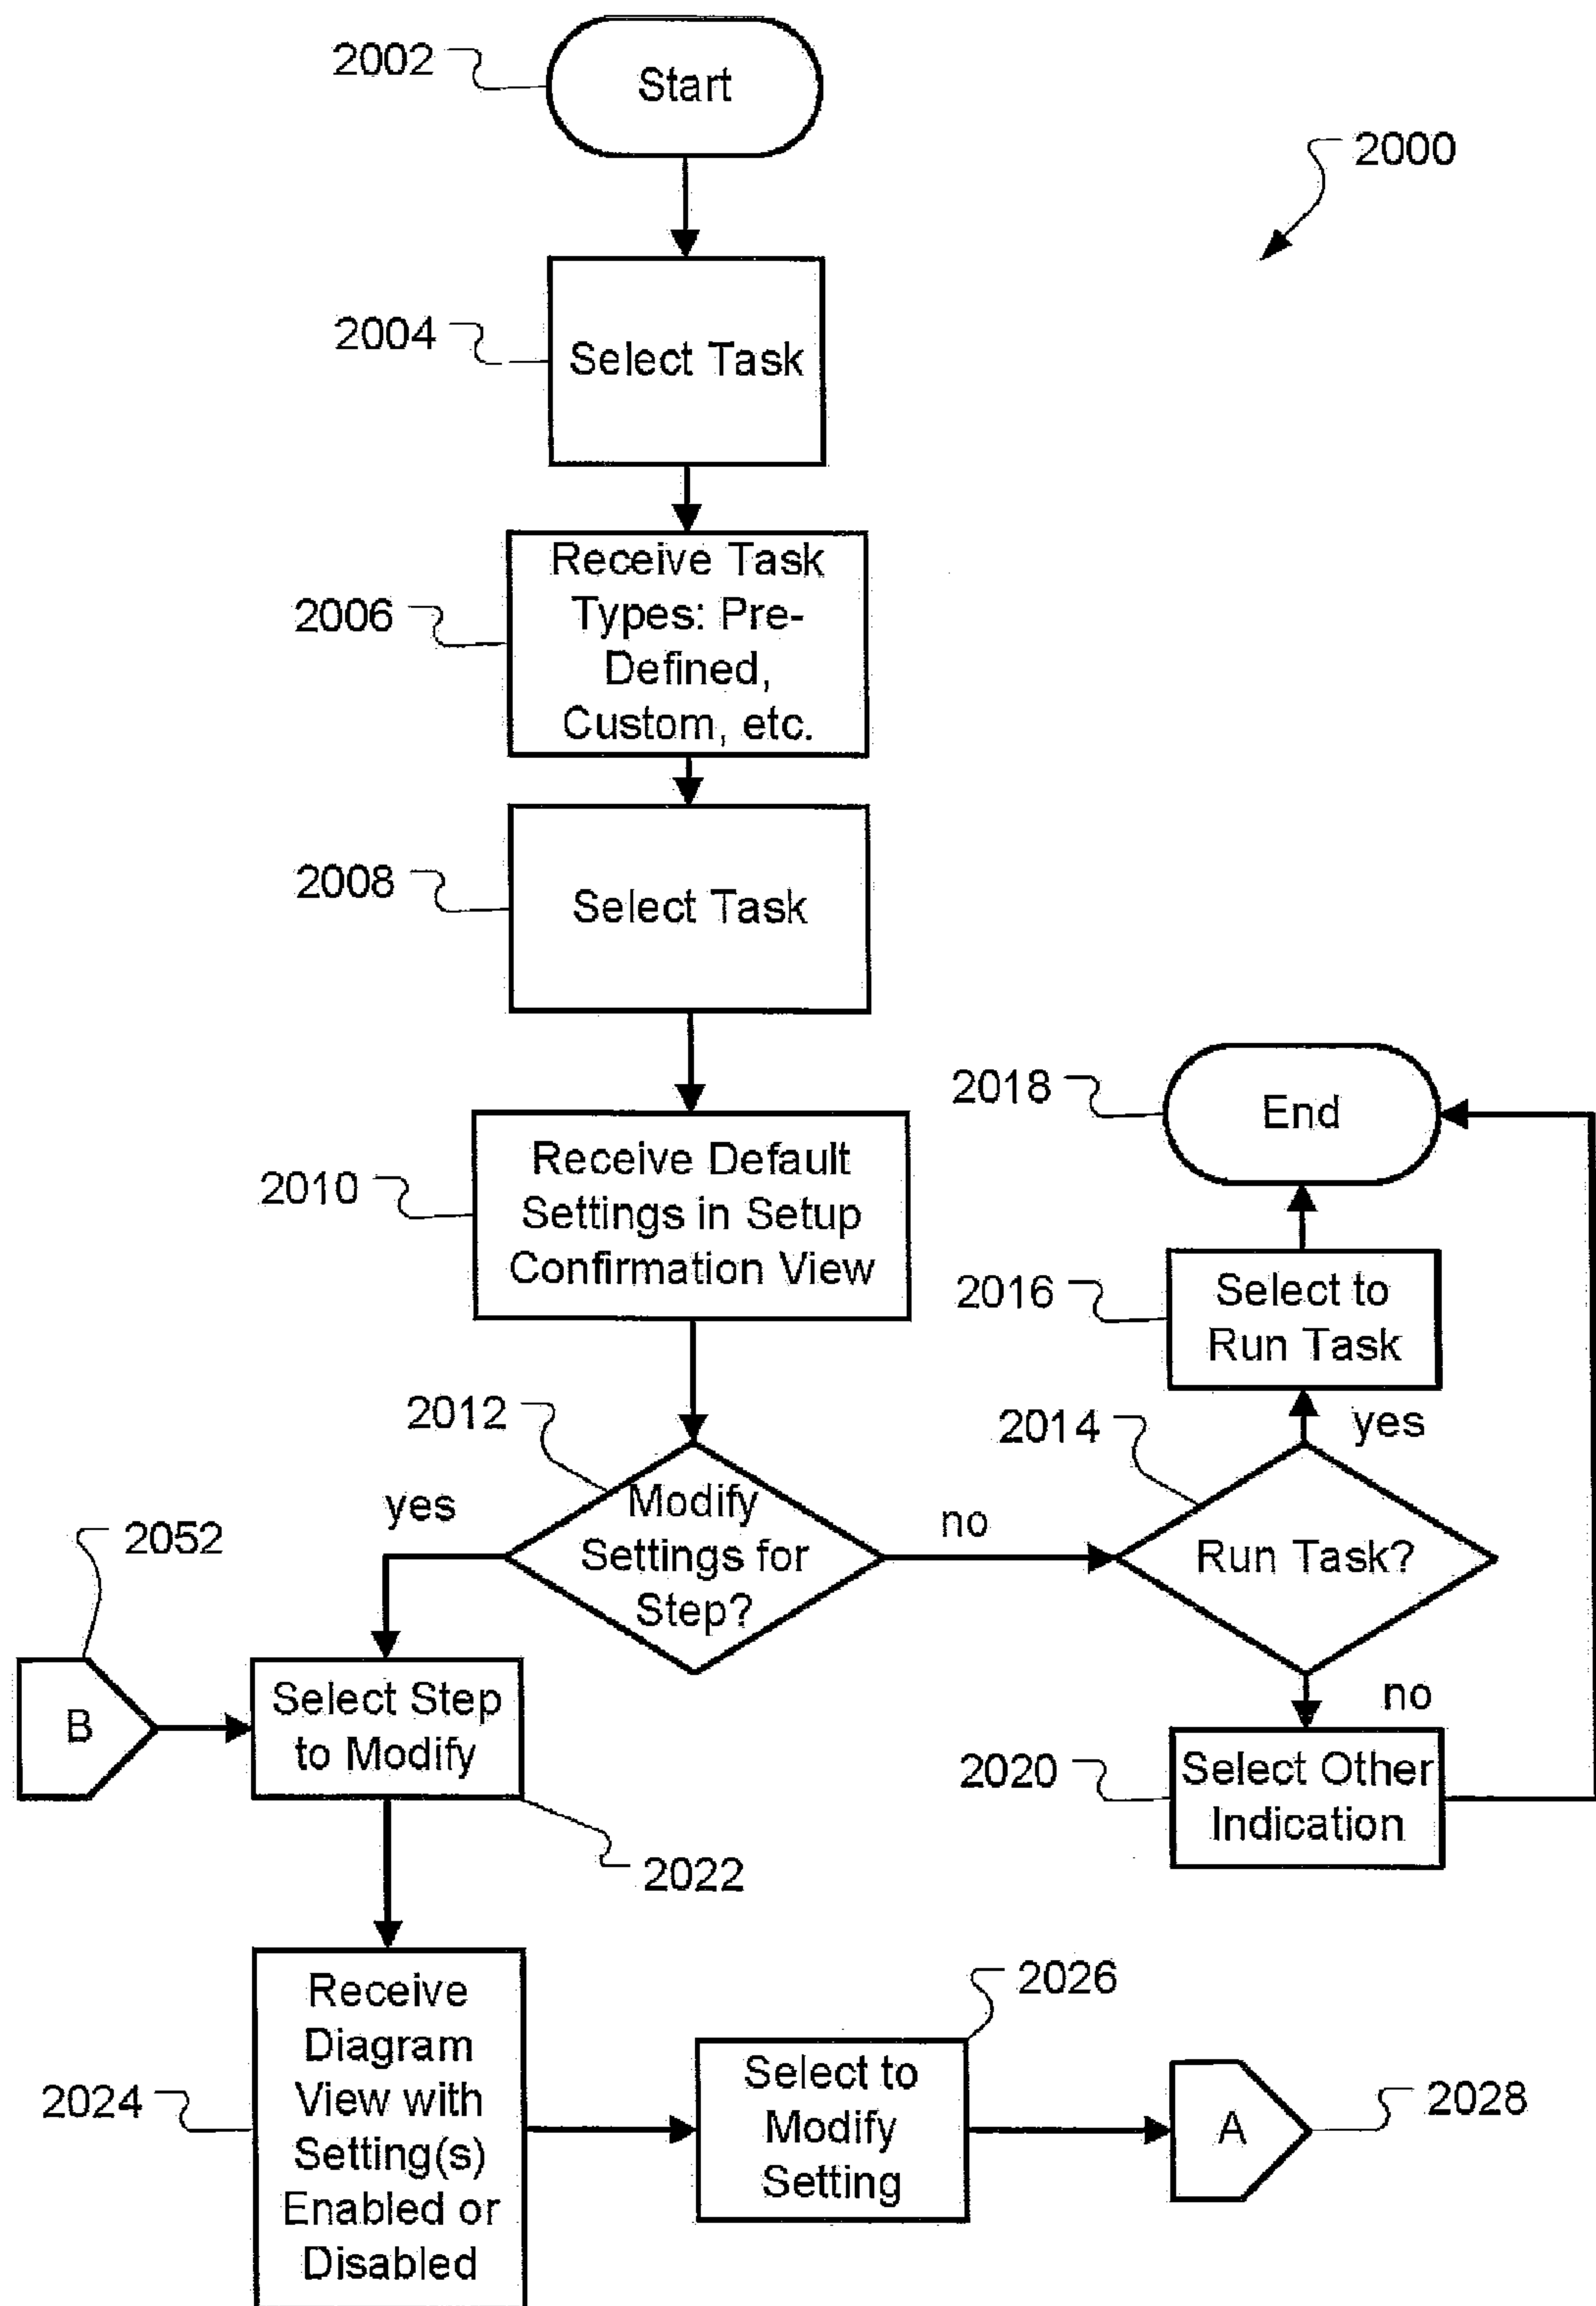 2002
Start
2000
2004
Select Task
2006
Receive Task
Types: Pre-
Defined,
Custom, etc.
2008
Select Task
2010
Receive Default
Settings in Setup
Confirmation View
2018
End
2016
Select to
Run Task
2012
Modify
Settings for
Step?
yes
no
2014
Run Task?
yes
no
2052
B
Select Step
to Modify
2022
2020
Select Other
Indication
2024
Receive
Diagram
View with
Setting(s)
Enabled or
Disabled
2026
Select to
Modify
Setting
A
2028